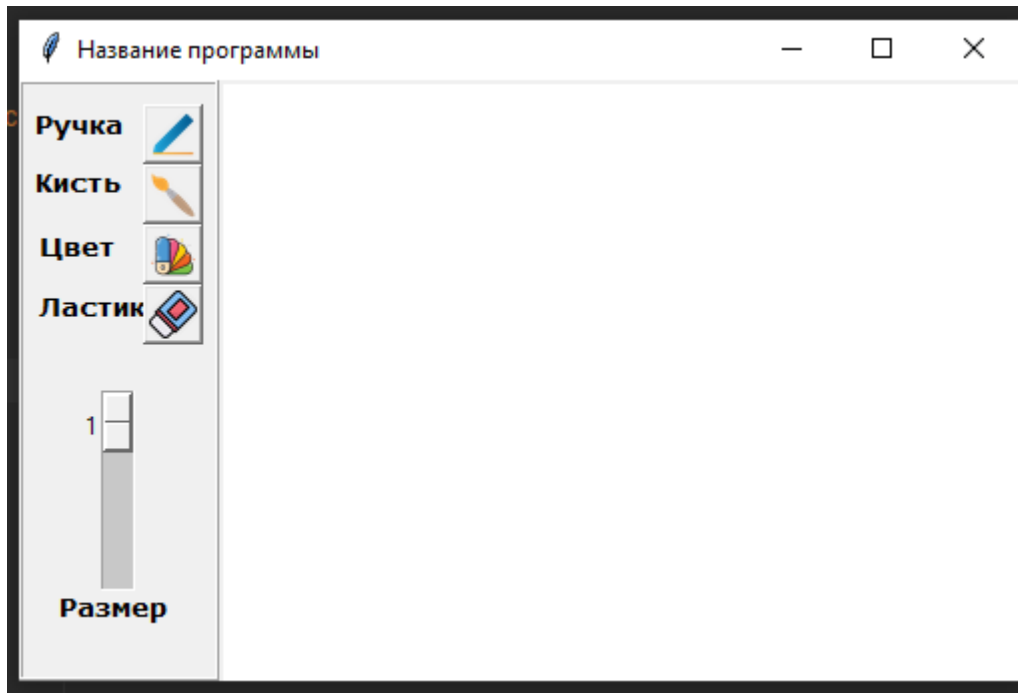 Название программы
Ручка
Кисть
Цвет
Ластик
1
Размер